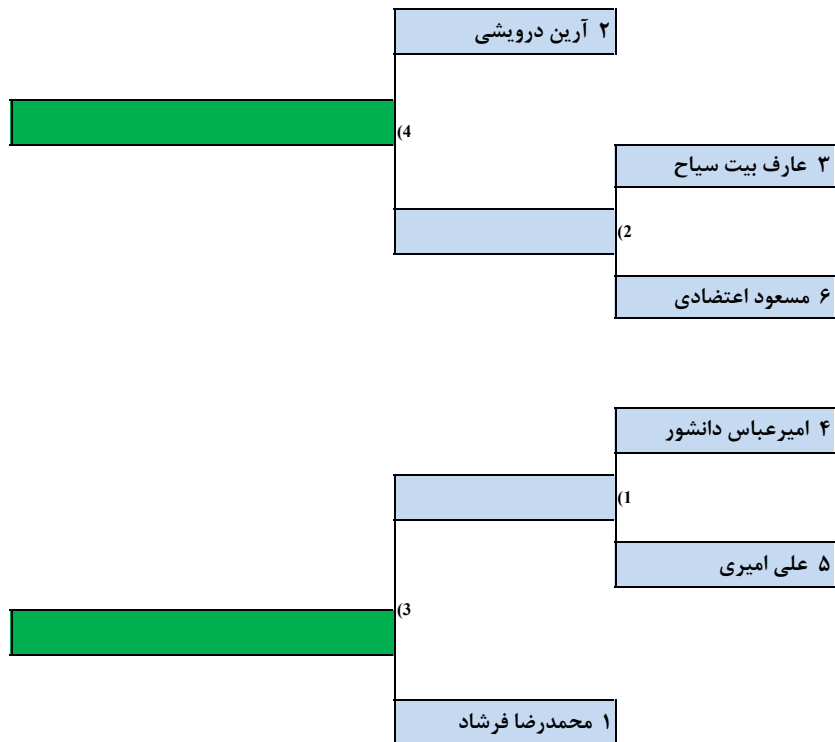 ۲ آرین درویشی
(4
۳ عارف بیت سیاح
(2
۶ مسعود اعتضادی
۴ امیرعباس دانشور
(1
۵ علی امیری
(3
۱ محمدرضا فرشاد